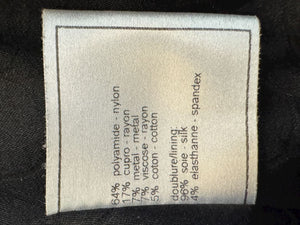 64% polyamide - nylon
17% cupro - rayon
7% metal - metal
7% viscose - rayon
5% coton - cotton
doublure/lining:
96% soie - silk
4% elasthanne - spandex